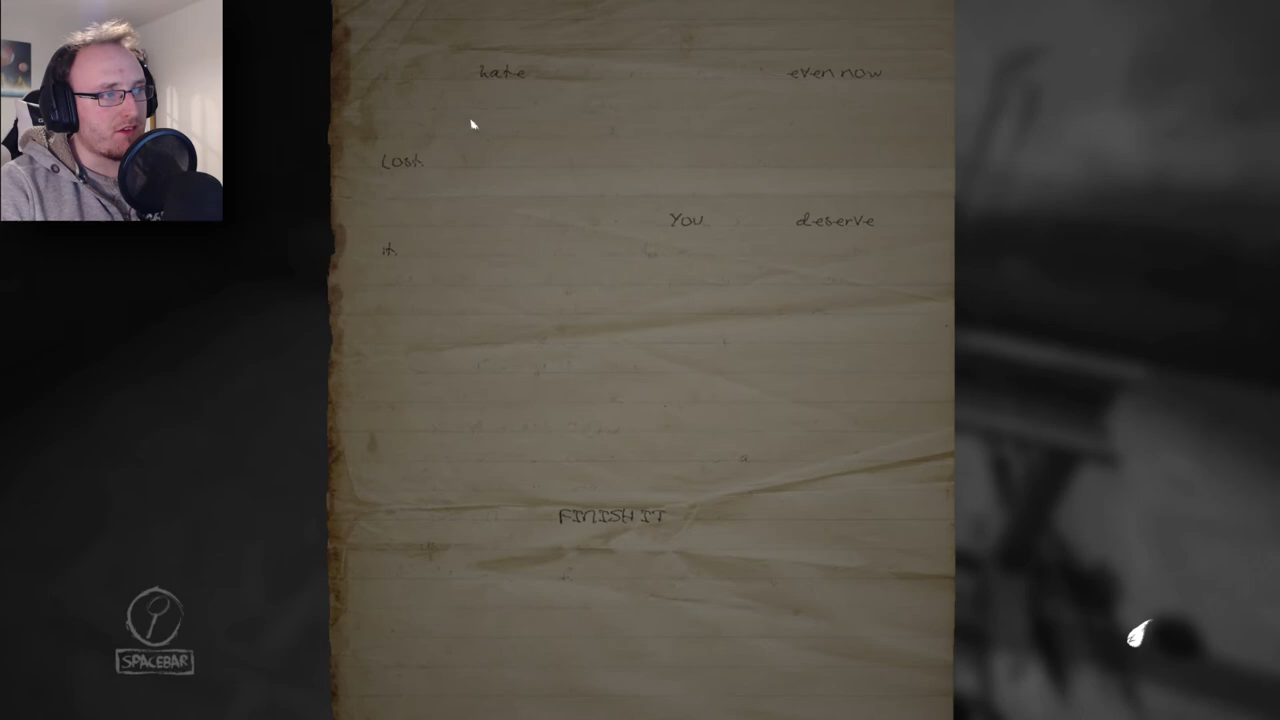 hate even now
Lost
You deserve
it.
a
FINISH IT
SPACEBAR